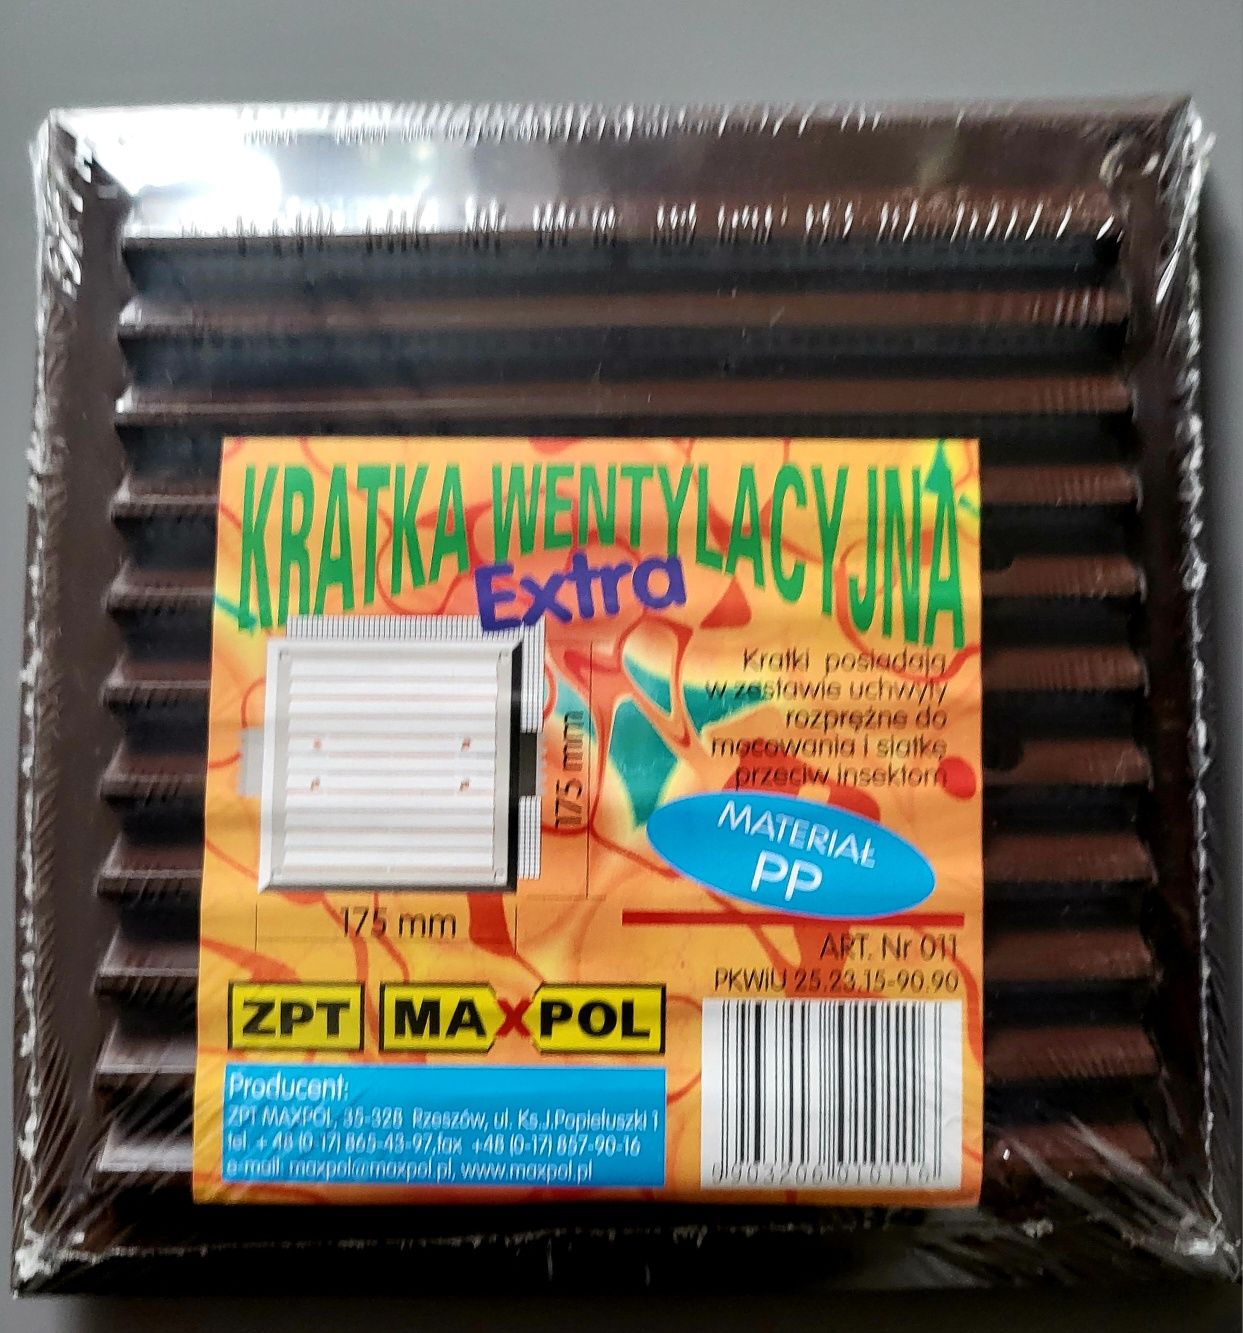 KRATKA WENTYLACYJNA
Extra
Kratki posiadają
w zestawie uchwyty
rozprężne do
mocowania i siatkę
przeciw insektom
175 mm
MATERIAŁ
PP
175 mm
ART. Nr 011
PKWiU 25.23.15-90.90
ZPT MAXPOL
Producent:
ZPT MAXPOL, 35-328 Rzeszów, ul. Ks.J.Popiełuszki 1
tel. + 48 (0-17) 865-43-97,fax +48 (0-17) 857-90-16
e-mail: maxpol@maxpol.pl, www.maxpol.pl